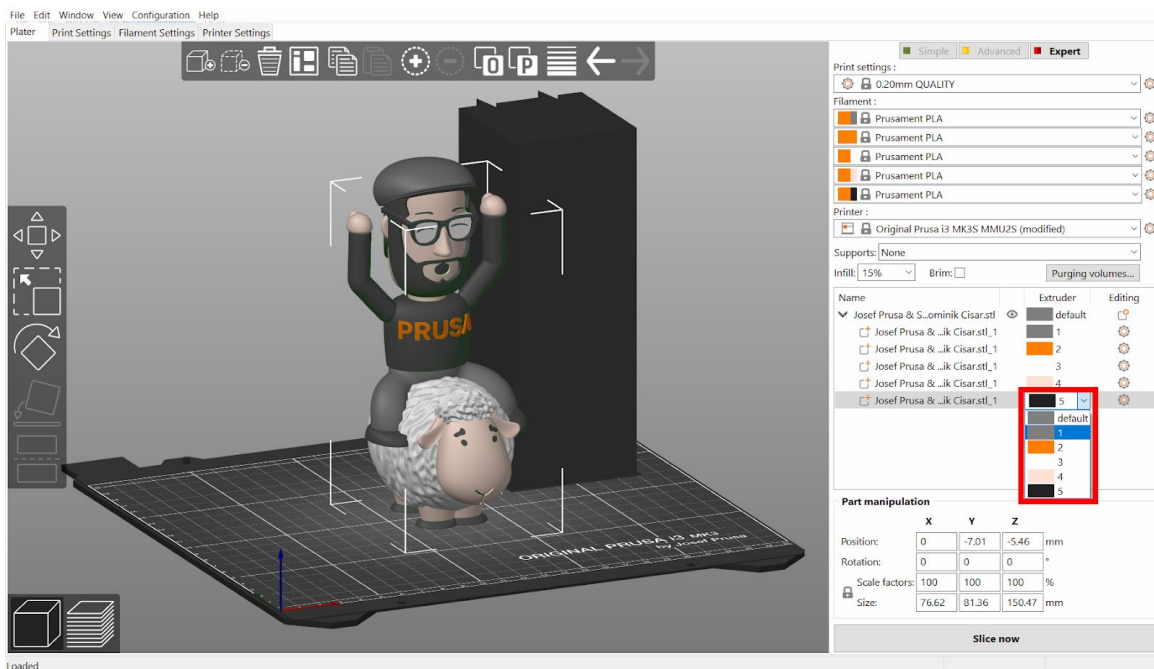 File Edit Window View Configuration Help
Plater Print Settings Filament Settings Printer Settings
Simple Advanced Expert
Print settings :
0.20mm QUALITY
Filament :
Prusament PLA
Prusament PLA
Prusament PLA
Prusament PLA
Prusament PLA
Printer :
Original Prusa i3 MK3S MMU2S (modified)
Supports: None
Infill: 15% Brim: Purging volumes...
Name Extruder Editing
Josef Prusa & S...ominik Cisar.stl default
Josef Prusa & ...ik Cisar.stl_1 1
Josef Prusa & ...ik Cisar.stl_1 2
Josef Prusa & ...ik Cisar.stl_1 3
Josef Prusa & ...ik Cisar.stl_1 4
Josef Prusa & ...ik Cisar.stl_1 5
default
1
2
3
4
5
Part manipulation
X Y Z
Position: 0 -7.01 -5.46 mm
Rotation: 0 0 0 °
Scale factors: 100 100 100 %
Size: 76.62 81.36 150.47 mm
Slice now
Loaded
O P
PRUSA
ORIGINAL PRUSA i3 MK3
by Josef Prusa